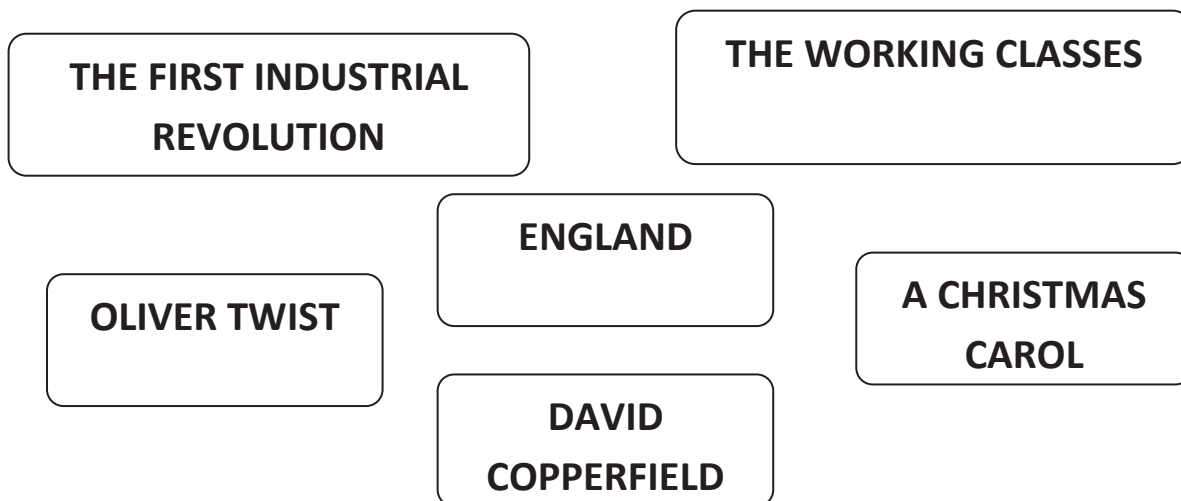 THE FIRST INDUSTRIAL
REVOLUTION
THE WORKING CLASSES
ENGLAND
OLIVER TWIST
A CHRISTMAS
CAROL
DAVID
COPPERFIELD